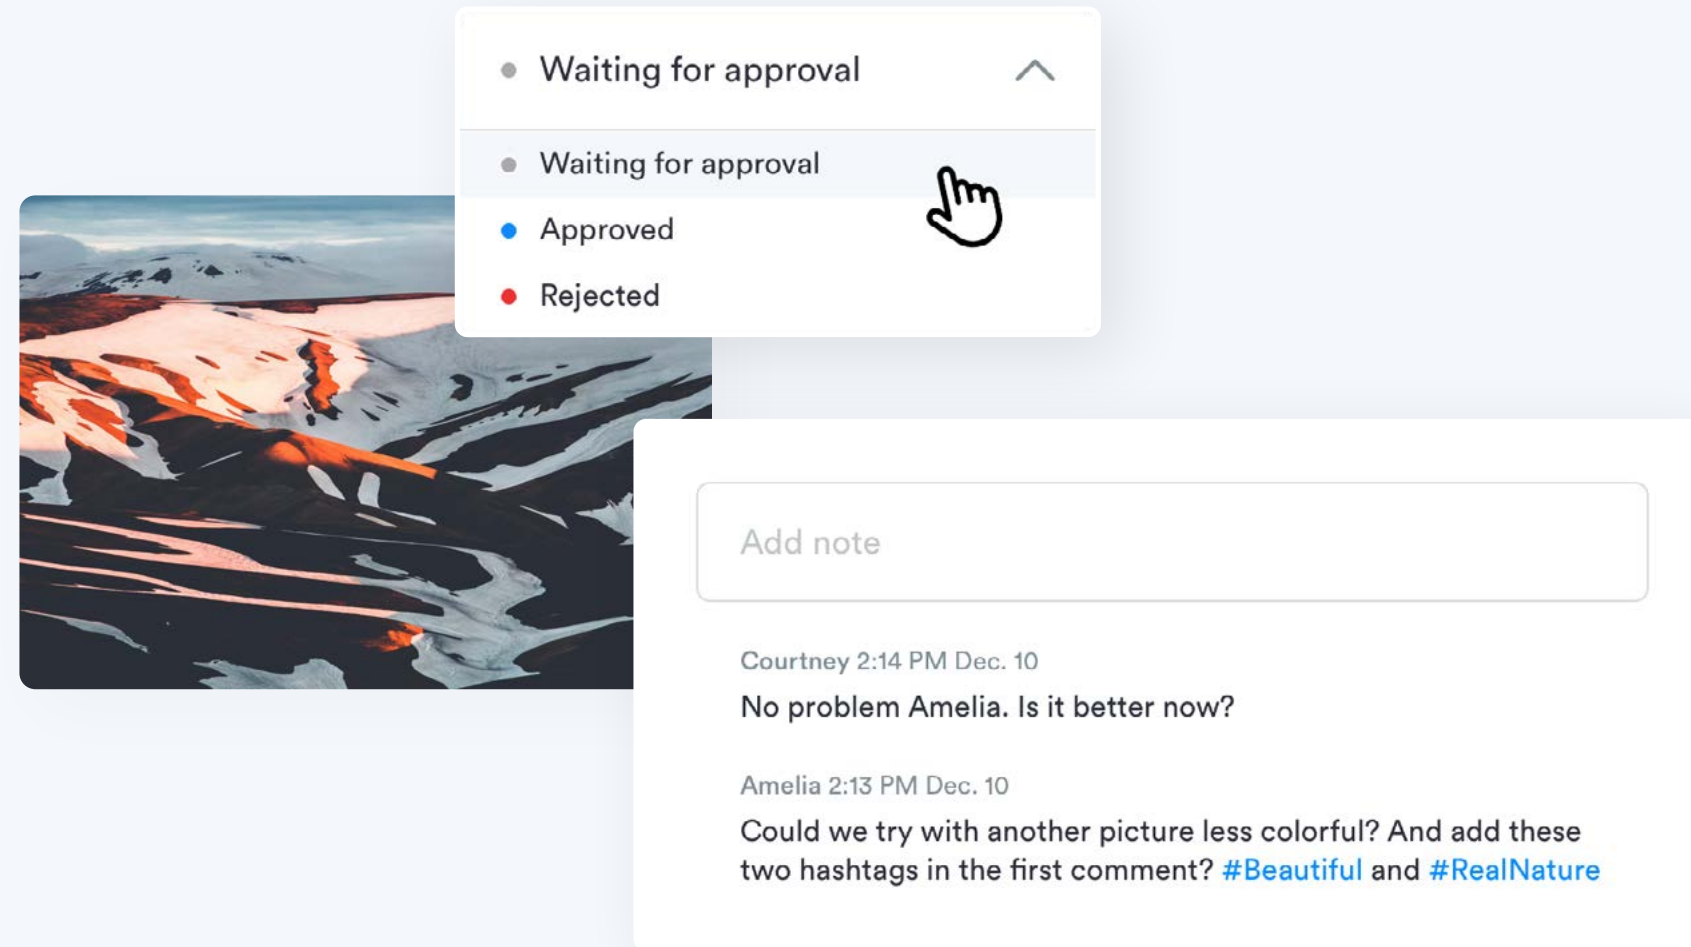 Waiting for approval
Waiting for approval
Approved
Rejected
Add note
Courtney 2:14 PM Dec. 10
No problem Amelia. Is it better now?
Amelia 2:13 PM Dec. 10
Could we try with another picture less colorful? And add these
two hashtags in the first comment? #Beautiful and #RealNature